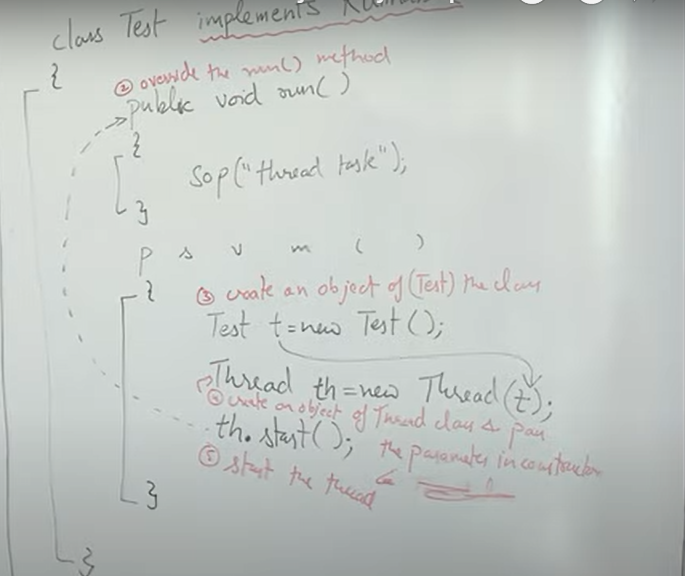 class Test implements
{
② override the run() method
public void run( )
{
Sop("thread task");
}
p s v m ( )
{
③ create an object of (Test) the class
Test t=new Test();
Thread th=new Thread(t);
④ create an object of Thread class & pass
th.start(); the parameter in constructor
⑤ start the thread
}
}